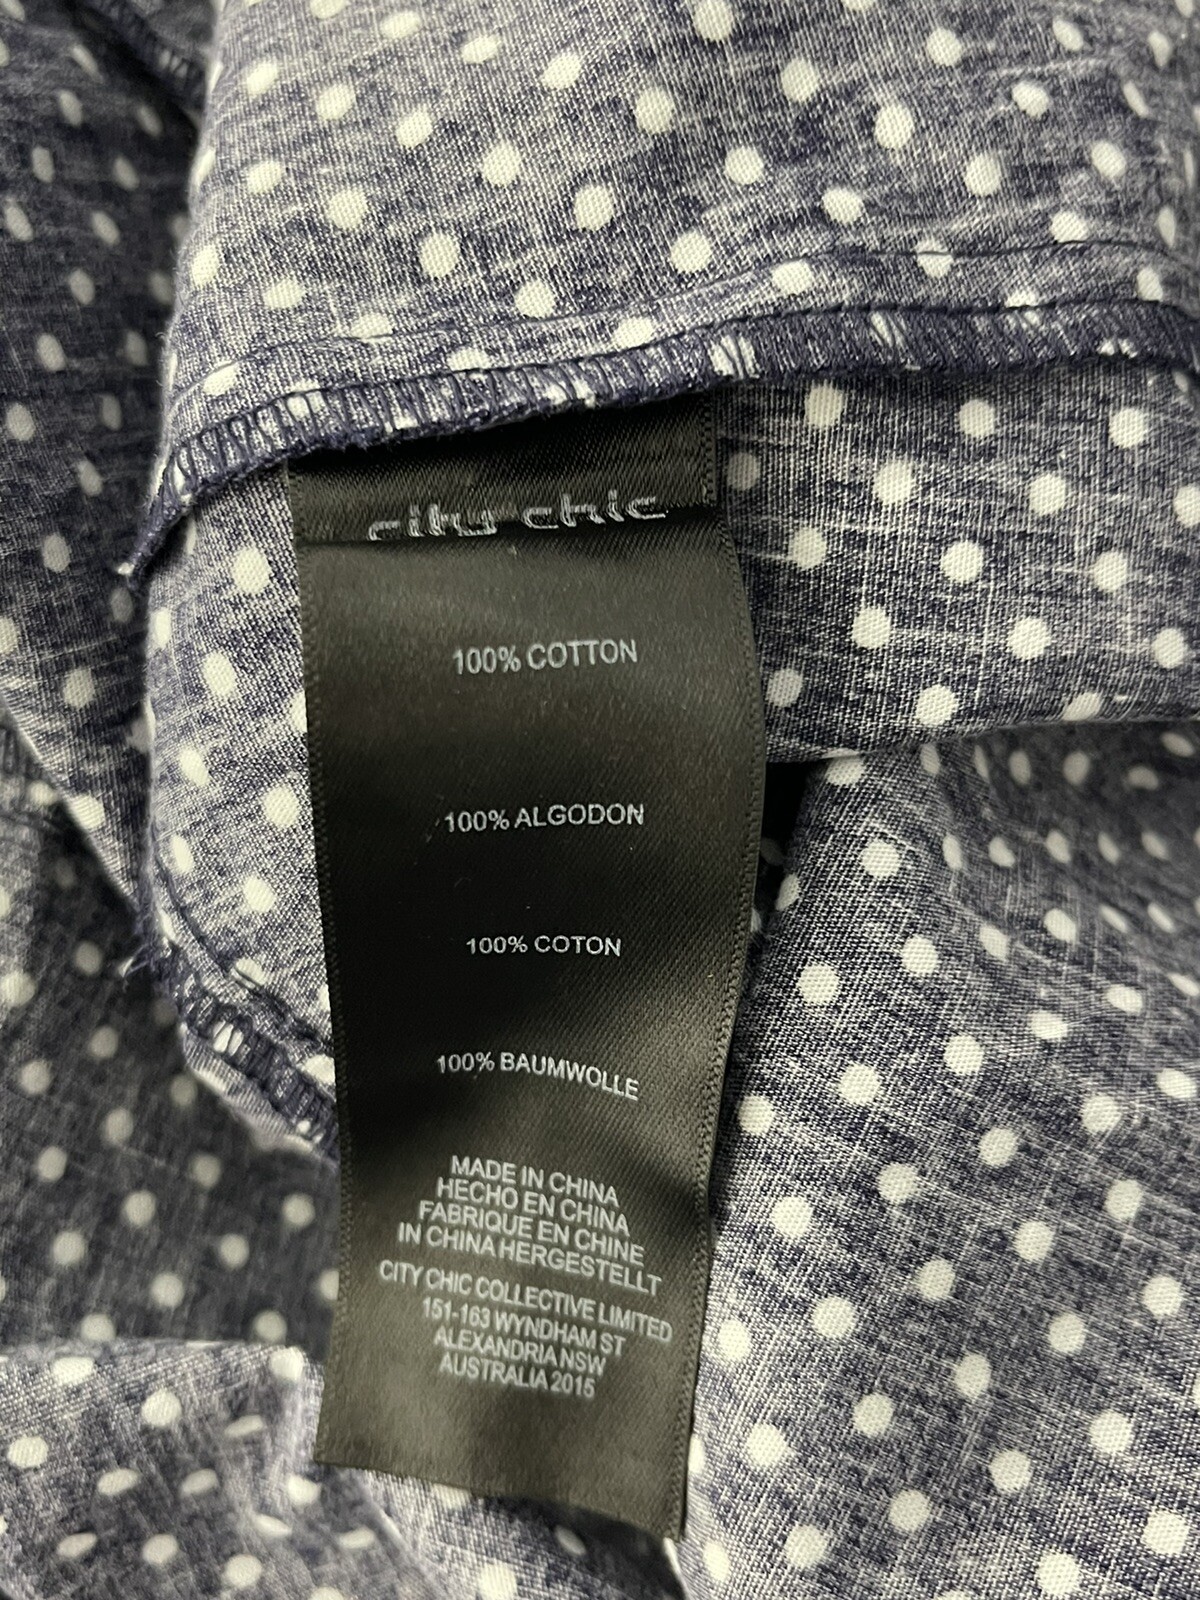 city chic
100% COTTON
100% ALGODON
100% COTON
100% BAUMWOLLE
MADE IN CHINA
HECHO EN CHINA
FABRIQUE EN CHINE
IN CHINA HERGESTELLT
CITY CHIC COLLECTIVE LIMITED
151-163 WYNDHAM ST
ALEXANDRIA NSW
AUSTRALIA 2015